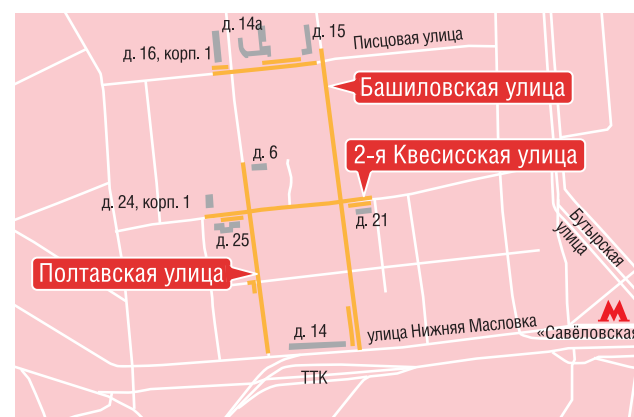 д. 14а
д. 15
д. 16, корп. 1
Писцовая улица
Башиловская улица
д. 6
2-я Квесисская улица
д. 24, корп. 1
д. 21
д. 25
Бутырская
улица
Полтавская улица
д. 14
улица Нижняя Масловка
М
«Савёловская
ТТК